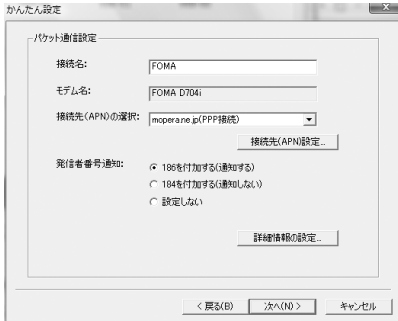 かんたん設定
パケット通信設定
接続名: FOMA
モデム名: FOMA D704i
接続先(APN)の選択: mopera.ne.jp(PPP接続)
接続先(APN)設定...
発信者番号通知: 186を付加する(通知する)
184を付加する(通知しない)
設定しない
詳細情報の設定...
< 戻る(B) 次へ(N) > キャンセル